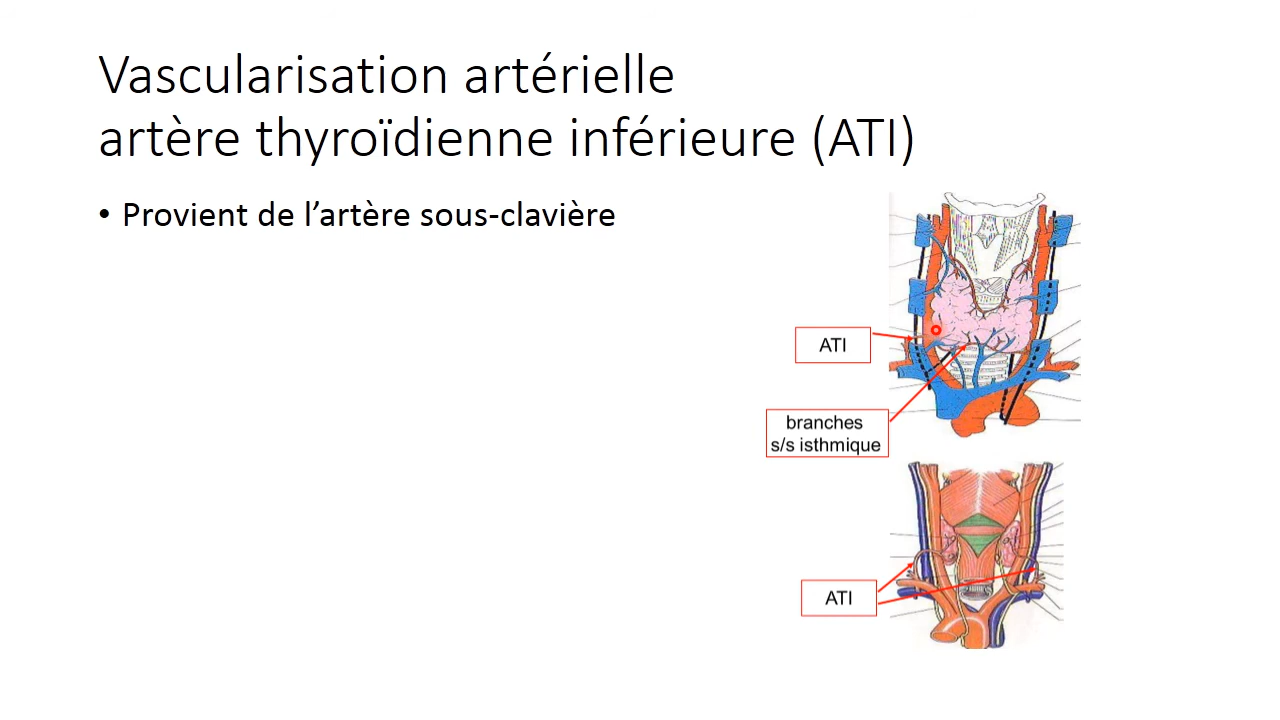 Vascularisation artérielle
artère thyroïdienne inférieure (ATI)
• Provient de l’artère sous-clavière
ATI
branches
s/s isthmique
ATI